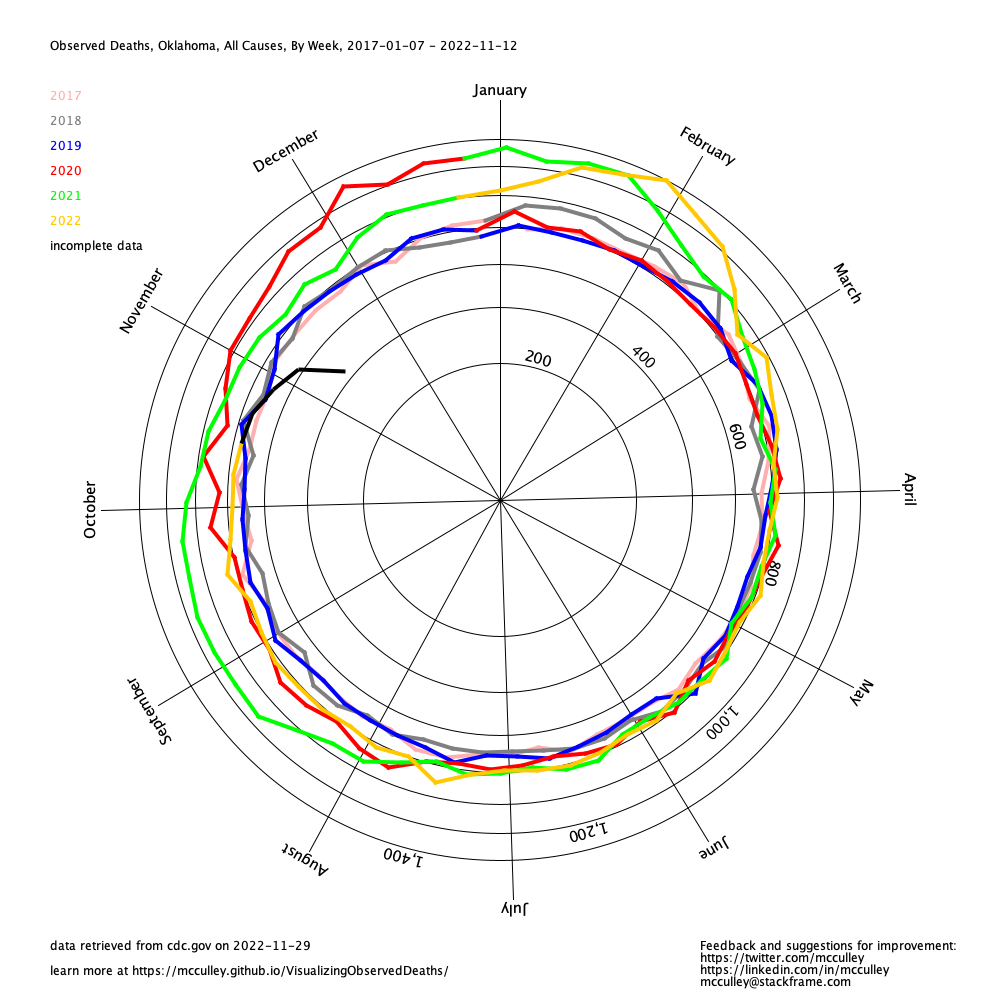 Observed Deaths, Oklahoma, All Causes, By Week, 2017-01-07 - 2022-11-12
2017
2018
2019
2020
2021
2022
incomplete data
January
February
March
April
May
June
July
August
September
October
November
December
200
400
600
800
1,000
1,200
1,400
data retrieved from cdc.gov on 2022-11-29
learn more at https://mcculley.github.io/VisualizingObservedDeaths/
Feedback and suggestions for improvement:
https://twitter.com/mcculley
https://linkedin.com/in/mcculley
mcculley@stackframe.com